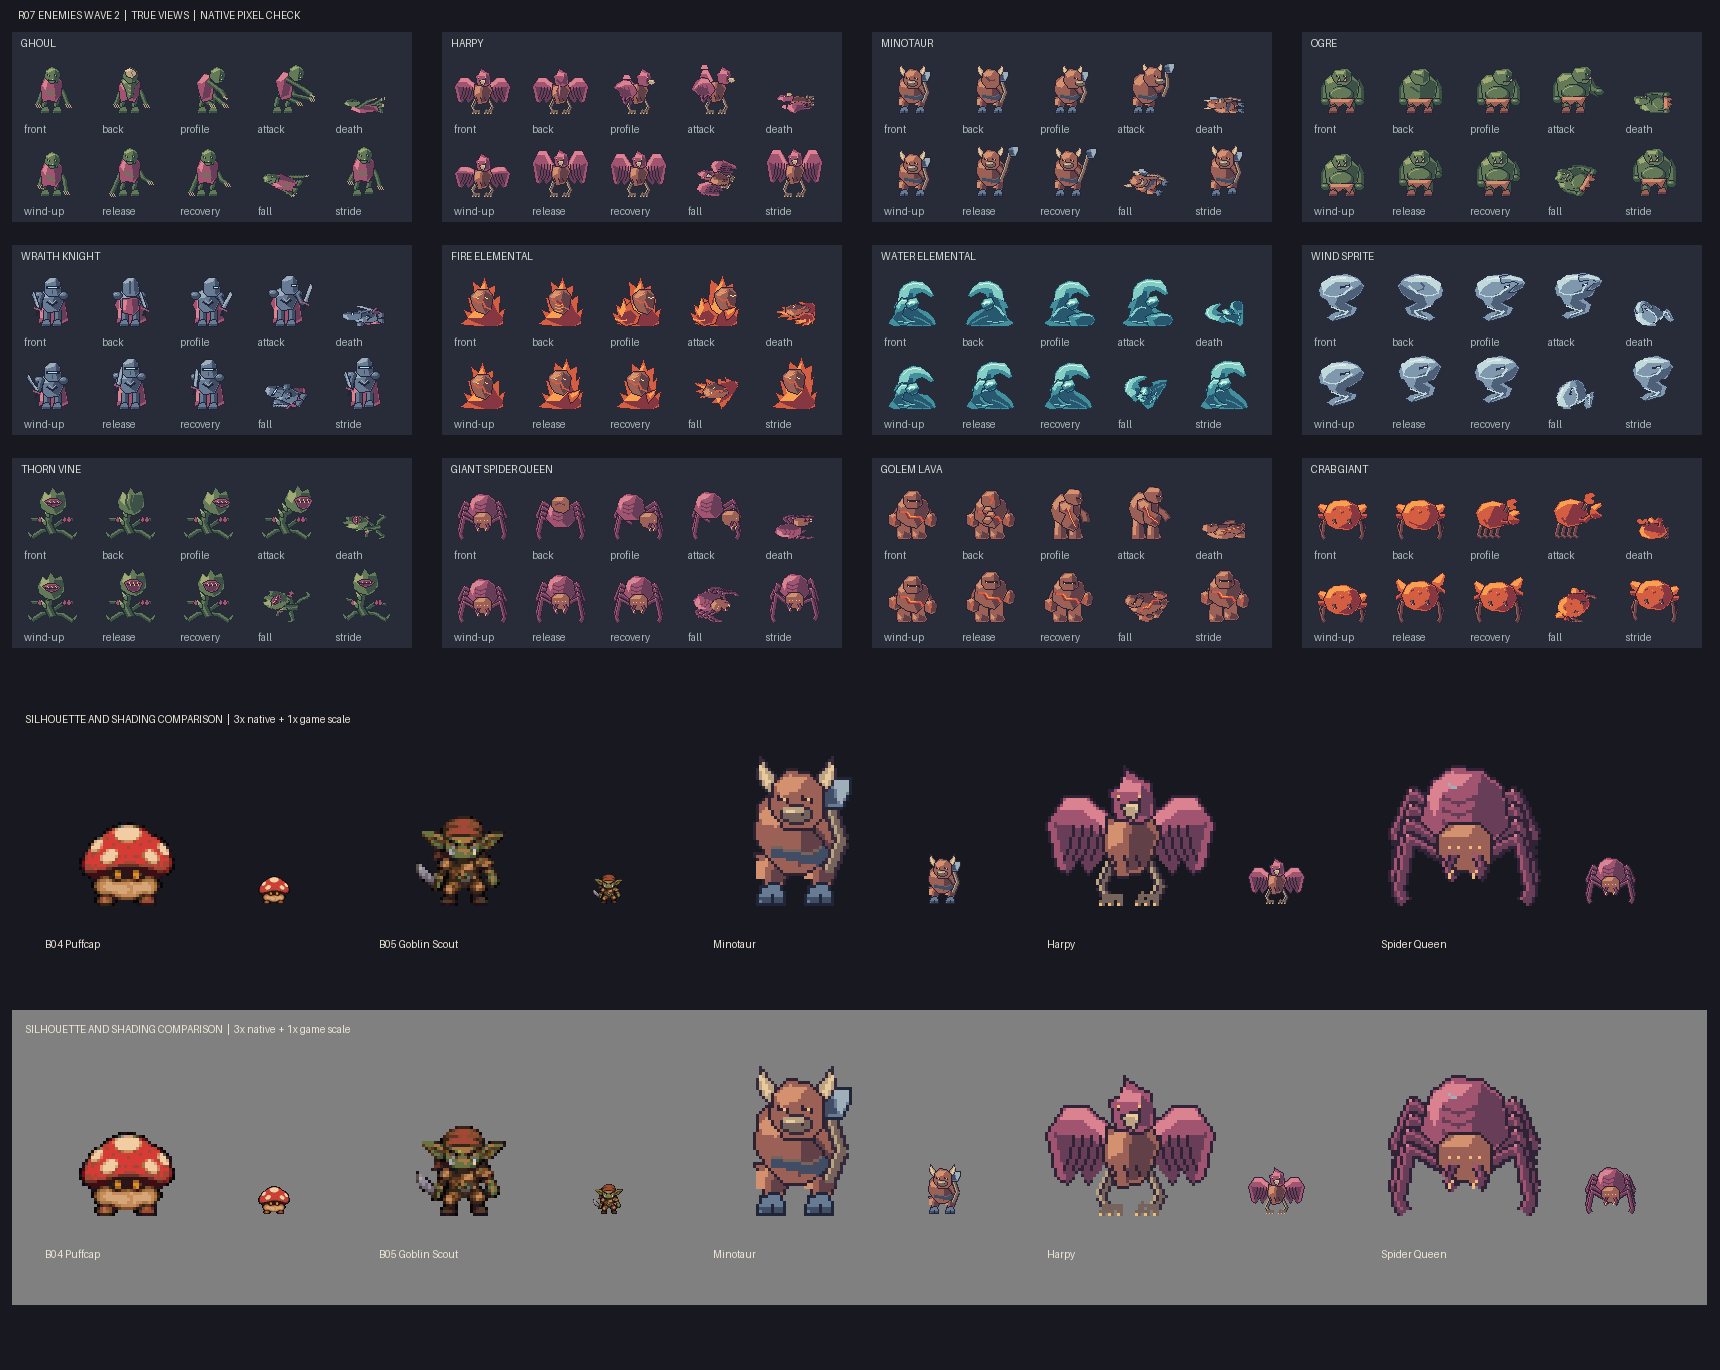 R07 ENEMIES WAVE 2 | TRUE VIEWS | NATIVE PIXEL CHECK
GHOUL
front back profile attack death
wind-up release recovery fall stride
HARPY
front back profile attack death
wind-up release recovery fall stride
MINOTAUR
front back profile attack death
wind-up release recovery fall stride
OGRE
front back profile attack death
wind-up release recovery fall stride
WRAITH KNIGHT
front back profile attack death
wind-up release recovery fall stride
FIRE ELEMENTAL
front back profile attack death
wind-up release recovery fall stride
WATER ELEMENTAL
front back profile attack death
wind-up release recovery fall stride
WIND SPRITE
front back profile attack death
wind-up release recovery fall stride
THORN VINE
front back profile attack death
wind-up release recovery fall stride
GIANT SPIDER QUEEN
front back profile attack death
wind-up release recovery fall stride
GOLEM LAVA
front back profile attack death
wind-up release recovery fall stride
CRAB GIANT
front back profile attack death
wind-up release recovery fall stride
SILHOUETTE AND SHADING COMPARISON | 3x native + 1x game scale
B04 Puffcap B05 Goblin Scout Minotaur Harpy Spider Queen
SILHOUETTE AND SHADING COMPARISON | 3x native + 1x game scale
B04 Puffcap B05 Goblin Scout Minotaur Harpy Spider Queen